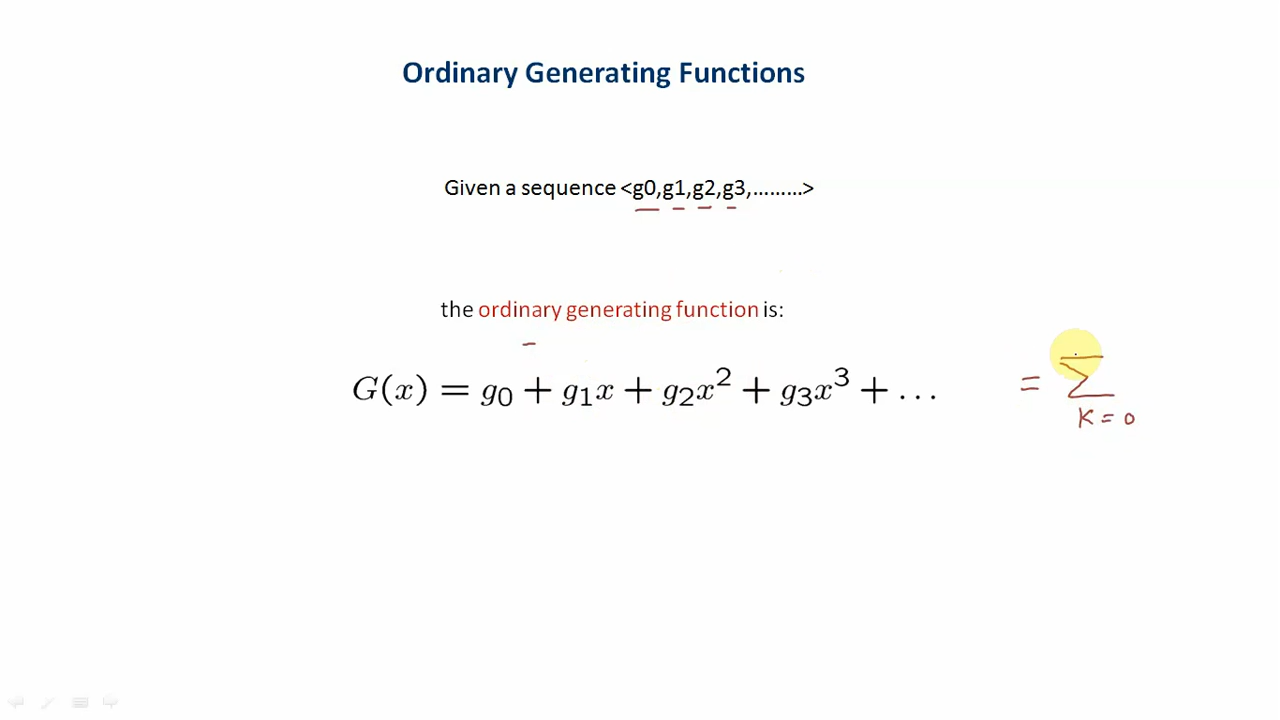 Ordinary Generating Functions
Given a sequence <g0,g1,g2,g3,.........>
the ordinary generating function is:
G(x) = g₀ + g₁x + g₂x² + g₃x³ + ... = Σ
K = 0